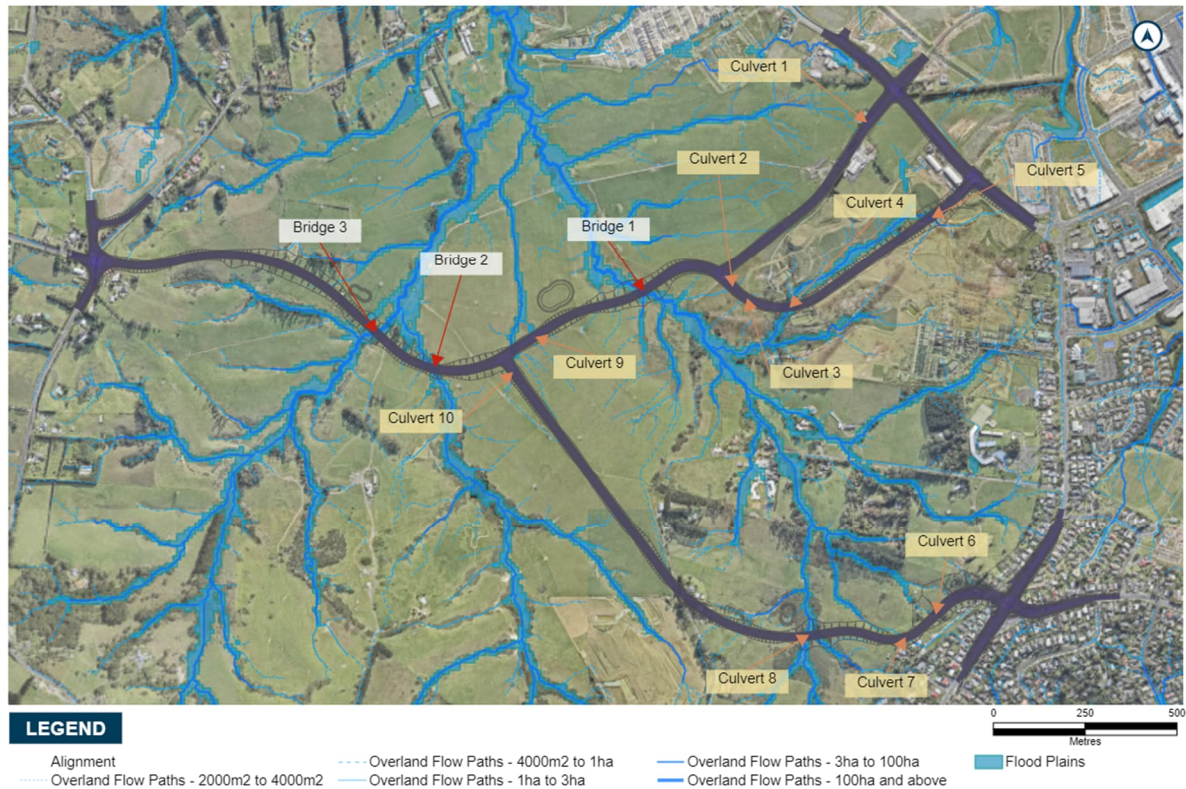 Culvert 1
Culvert 2
Culvert 5
Culvert 4
Bridge 3
Bridge 1
Bridge 2
Culvert 9
Culvert 3
Culvert 10
Culvert 6
Culvert 8
Culvert 7
LEGEND
0 250 500
Metres
Alignment
Overland Flow Paths - 4000m2 to 1ha
Overland Flow Paths - 3ha to 100ha
Flood Plains
Overland Flow Paths - 2000m2 to 4000m2
Overland Flow Paths - 1ha to 3ha
Overland Flow Paths - 100ha and above